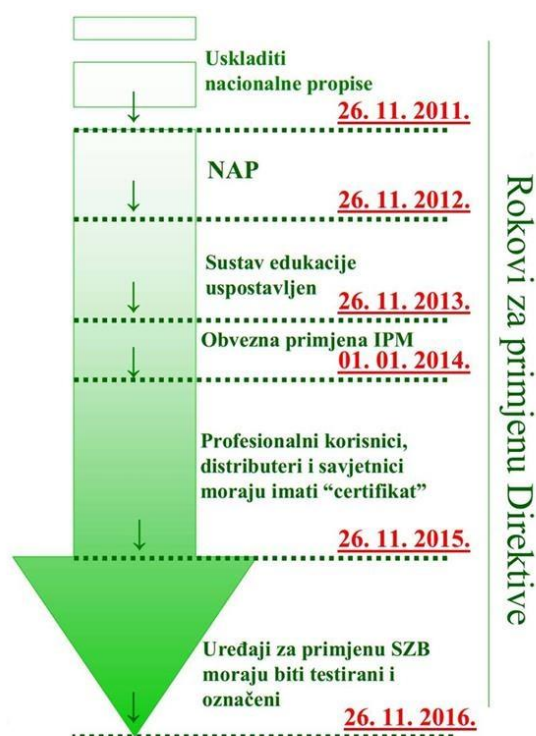 Uskladiti
nacionalne propise
26. 11. 2011.
NAP
26. 11. 2012.
Sustav edukacije
uspostavljen
26. 11. 2013.
Obvezna primjena IPM
01. 01. 2014.
Profesionalni korisnici,
distributeri i savjetnici
moraju imati “certifikat”
26. 11. 2015.
Uređaji za primjenu SZB
moraju biti testirani i
označeni
26. 11. 2016.
Rokovi za primjenu Direktive